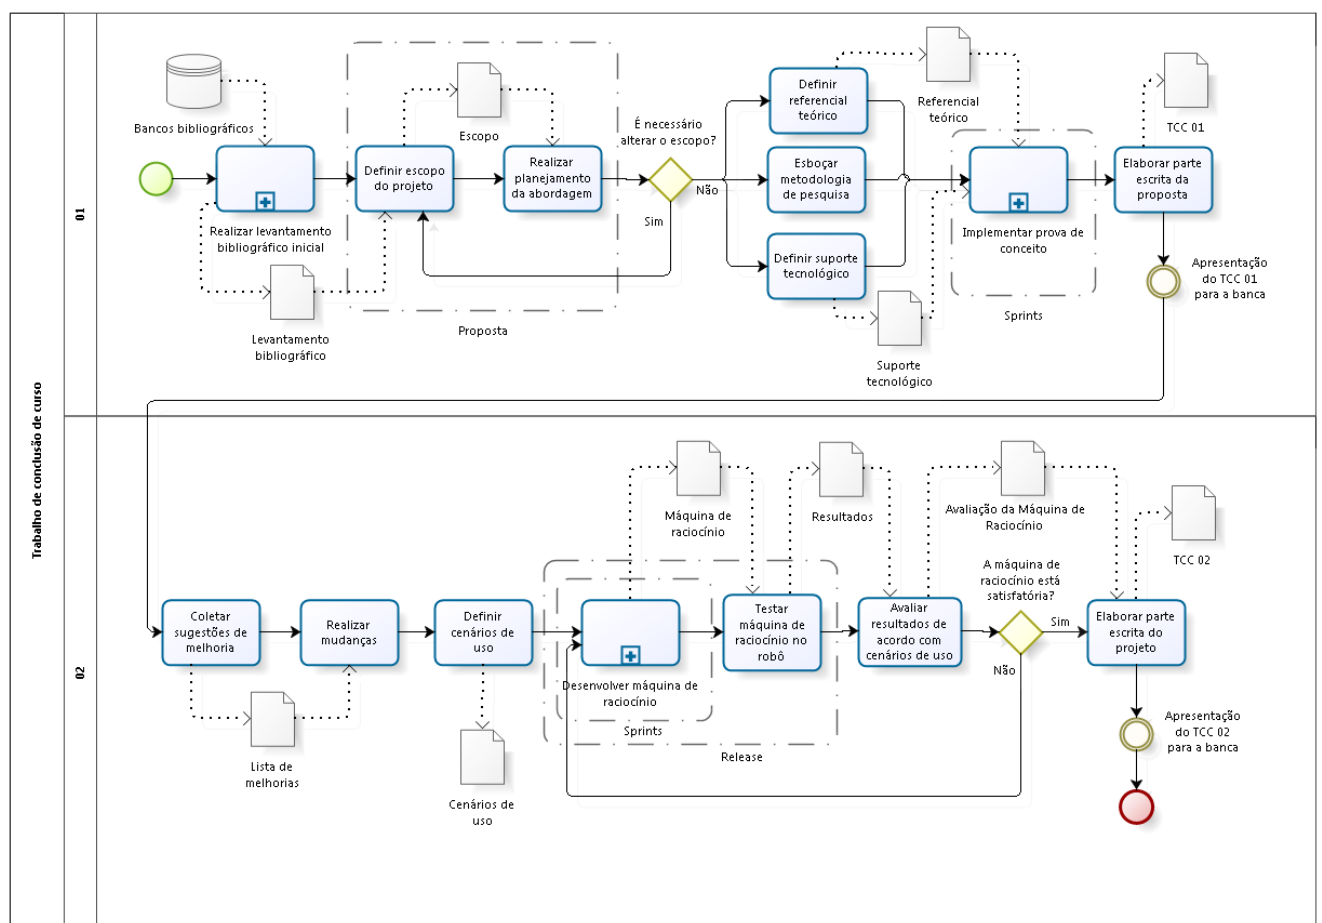 Trabalho de conclusão de curso
01
Bancos bibliográficos
Realizar levantamento
bibliográfico inicial
Levantamento
bibliográfico
Definir escopo
do projeto
Escopo
Realizar
planejamento
da abordagem
Proposta
É necessário
alterar o escopo?
Não
Sim
Definir
referencial
teórico
Esboçar
metodologia
de pesquisa
Definir suporte
tecnológico
Referencial
teórico
Suporte
tecnológico
Implementar prova de
conceito
Sprints
Elaborar parte
escrita da
proposta
TCC 01
Apresentação
do TCC 01
para a banca
02
Coletar
sugestões de
melhoria
Lista de
melhorias
Realizar
mudanças
Definir
cenários de
uso
Cenários de
uso
Desenvolver máquina de
raciocínio
Sprints
Máquina de
raciocínio
Testar
máquina de
raciocínio no
robô
Release
Resultados
Avaliar
resultados de
acordo com
cenários de uso
Avaliação da Máquina de
Raciocínio
A máquina de
raciocínio está
satisfatória?
Sim
Não
Elaborar parte
escrita do
projeto
TCC 02
Apresentação
do TCC 02
para a banca